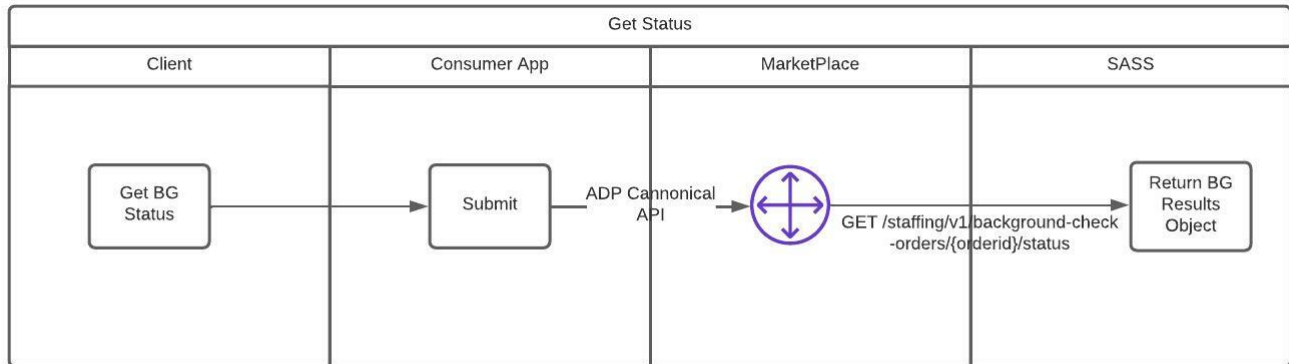 Get Status
Client
Consumer App
MarketPlace
SASS
Get BG
Status
Submit
ADP Cannonical
API
GET /staffing/v1/background-check
-orders/{orderid}/status
Return BG
Results
Object